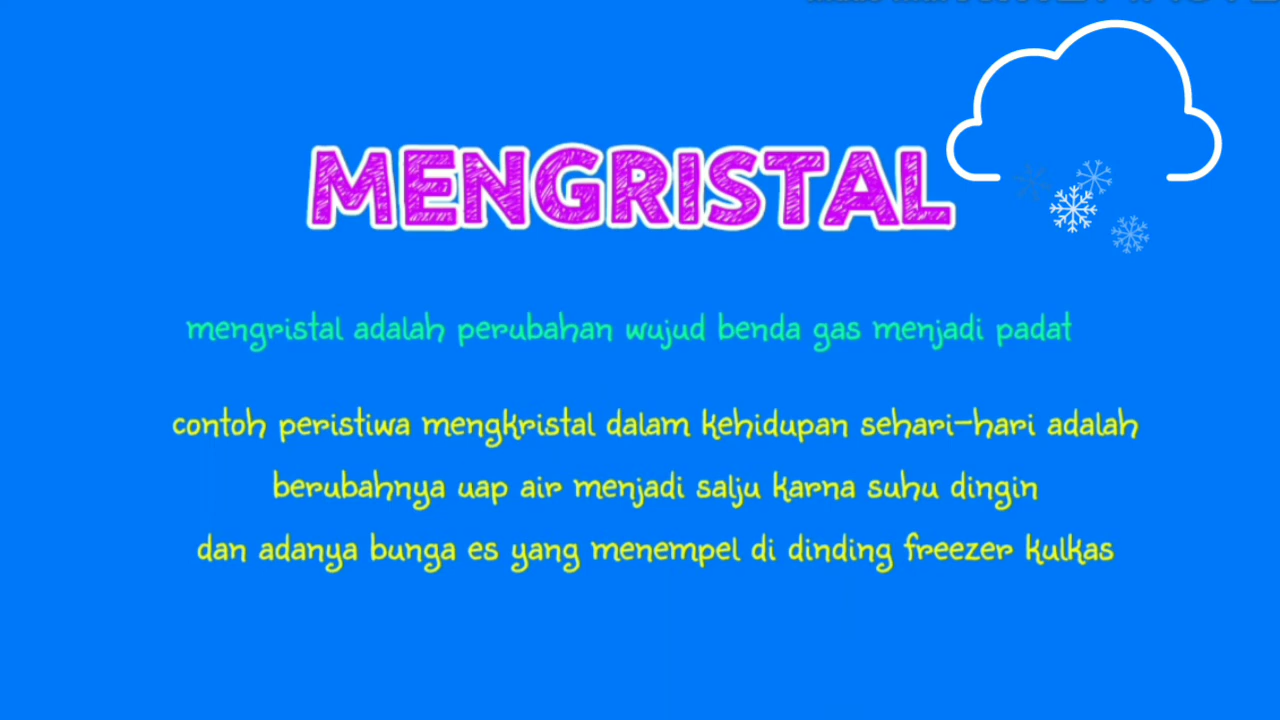 MENGRISTAL
mengristal adalah perubahan wujud benda gas menjadi padat
contoh peristiwa mengkristal dalam kehidupan sehari-hari adalah
berubahnya uap air menjadi salju karna suhu dingin
dan adanya bunga es yang menempel di dinding freezer kulkas